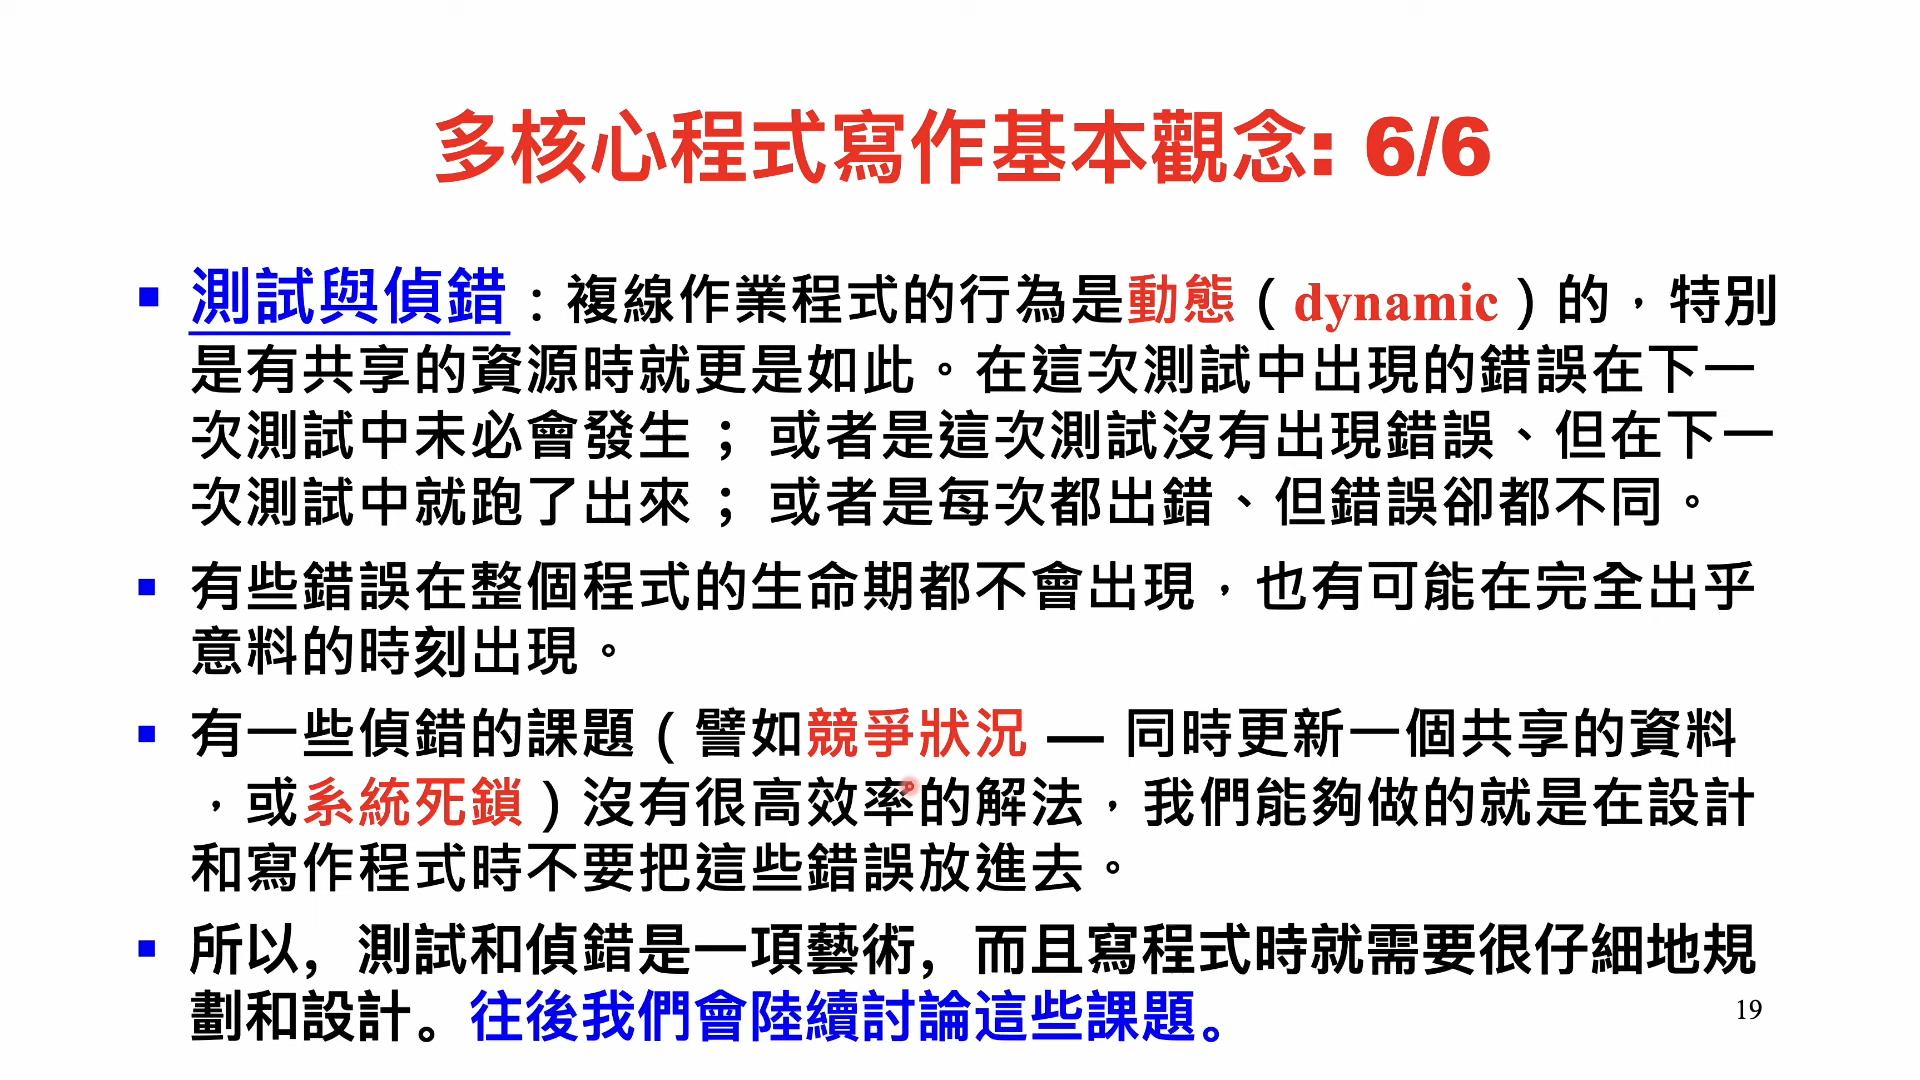 多核心程式寫作基本觀念: 6/6
測試與偵錯：複線作業程式的行為是動態（dynamic）的，特別
是有共享的資源時就更是如此。在這次測試中出現的錯誤在下一
次測試中未必會發生；或者是這次測試沒有出現錯誤、但在下一
次測試中就跑了出來；或者是每次都出錯、但錯誤卻都不同。
有些錯誤在整個程式的生命期都不會出現，也有可能在完全出乎
意料的時刻出現。
有一些偵錯的課題（譬如競爭狀況 — 同時更新一個共享的資料
，或系統死鎖）沒有很高效率的解法，我們能夠做的就是在設計
和寫作程式時不要把這些錯誤放進去。
所以，測試和偵錯是一項藝術，而且寫程式時就需要很仔細地規
劃和設計。往後我們會陸續討論這些課題。
19